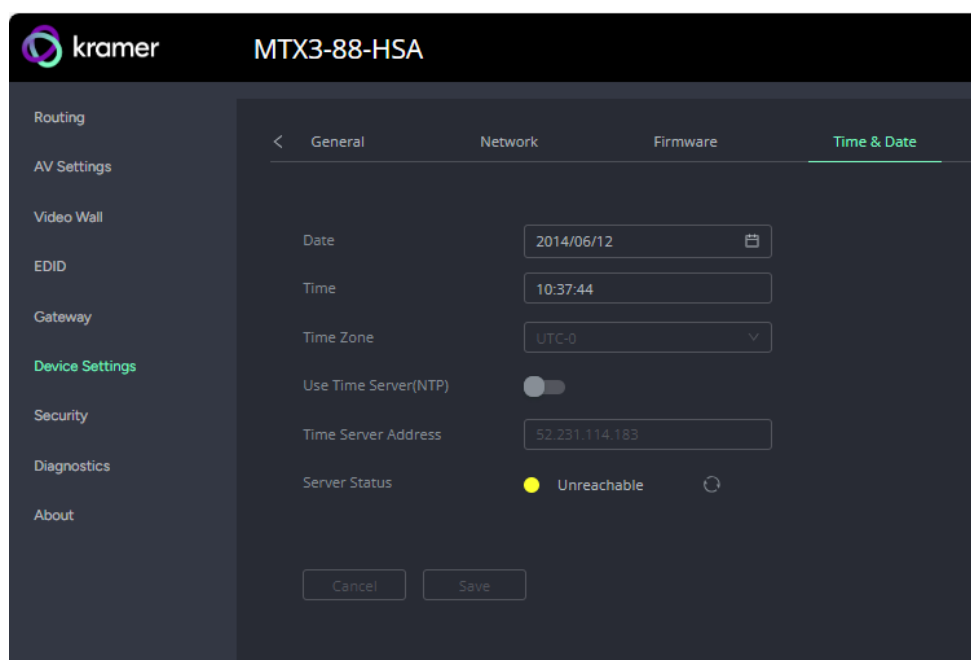 kramer MTX3-88-HSA
Routing
AV Settings
Video Wall
EDID
Gateway
Device Settings
Security
Diagnostics
About
General Network Firmware Time & Date
Date 2014/06/12
Time 10:37:44
Time Zone UTC-0
Use Time Server(NTP)
Time Server Address 52.231.114.183
Server Status Unreachable
Cancel Save